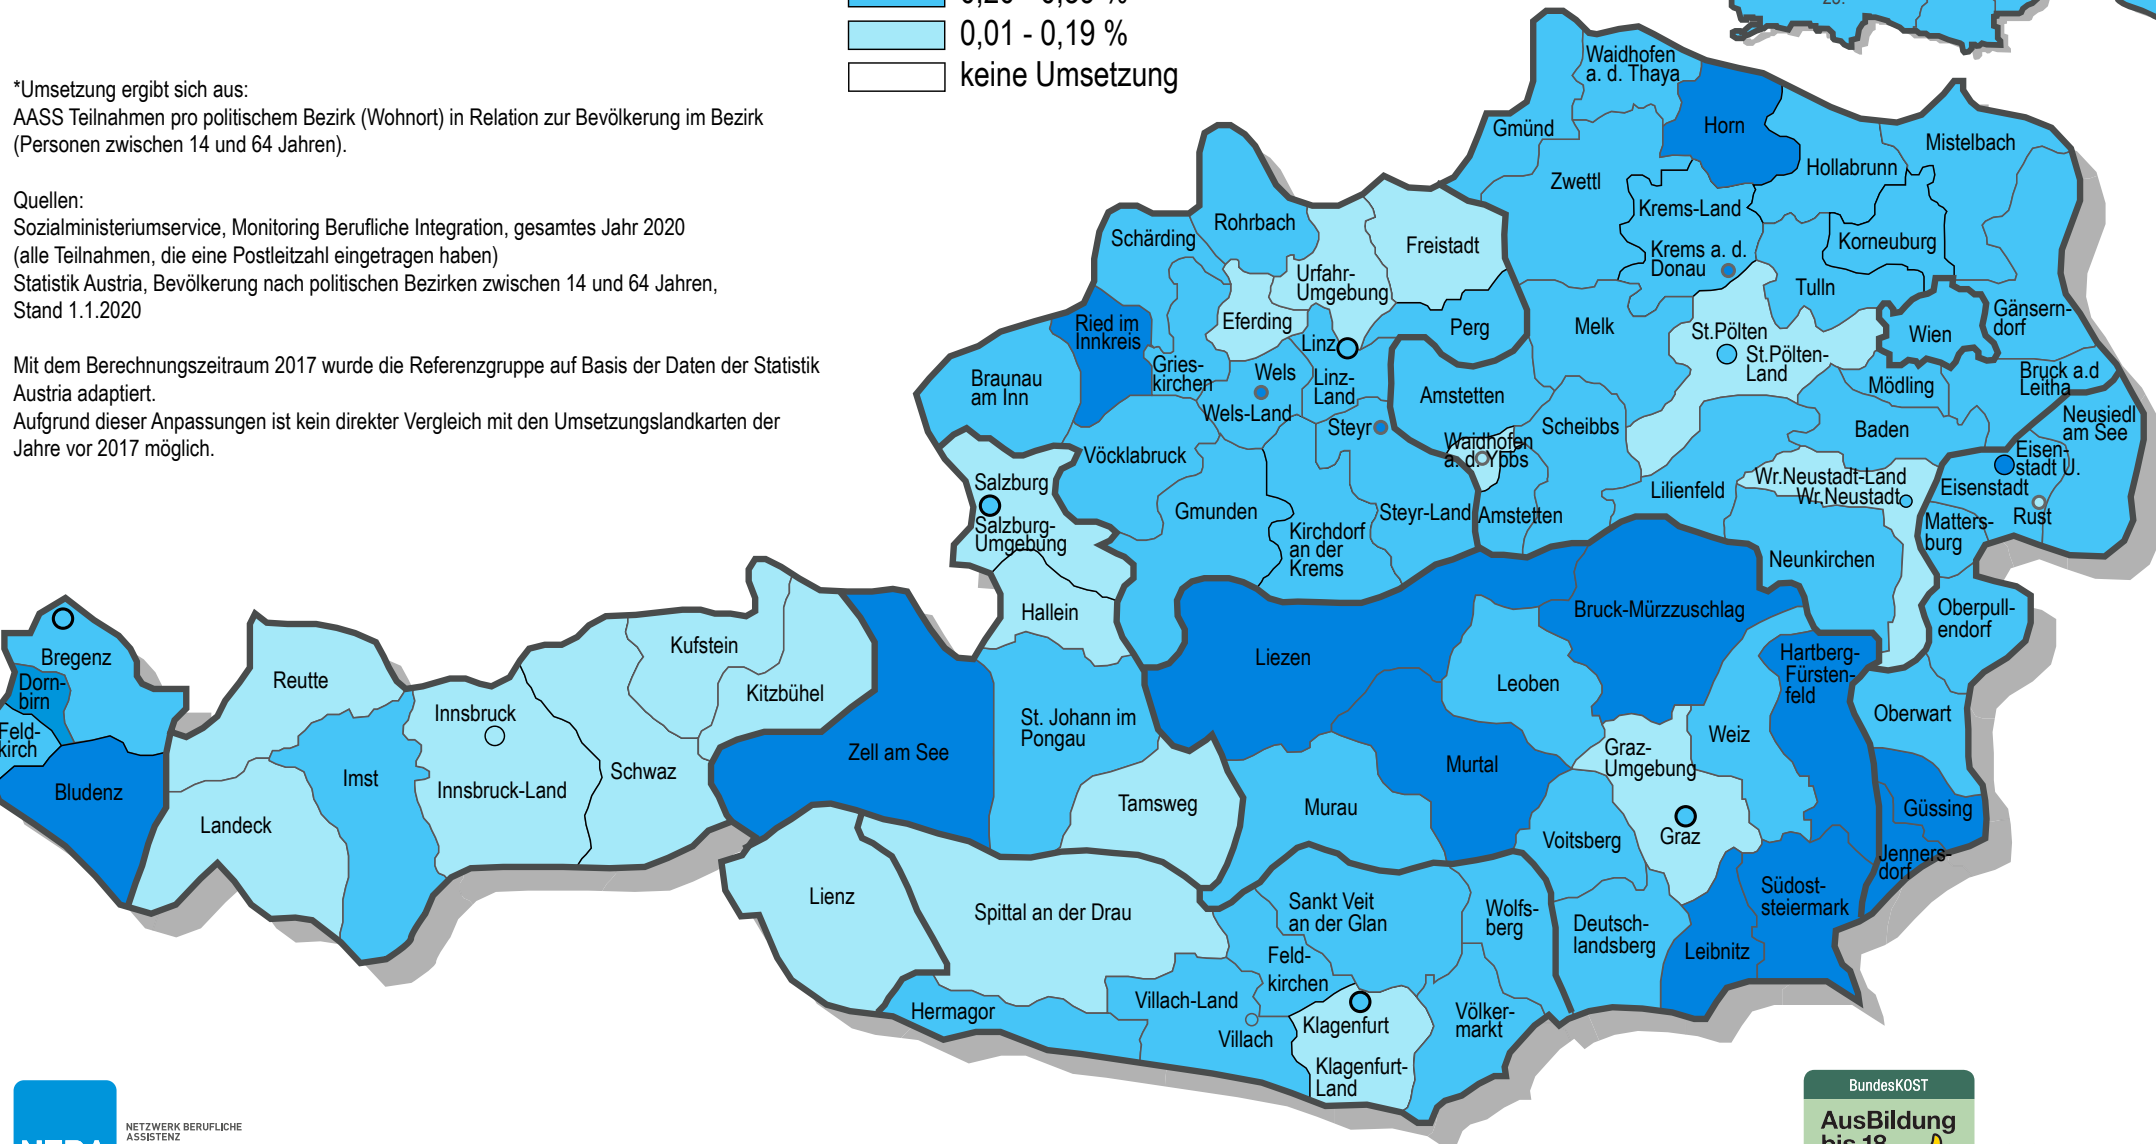 0,01 - 0,19 %
keine Umsetzung
*Umsetzung ergibt sich aus:
AASS Teilnahmen pro politischem Bezirk (Wohnort) in Relation zur Bevölkerung im Bezirk
(Personen zwischen 14 und 64 Jahren).
Quellen:
Sozialministeriumservice, Monitoring Berufliche Integration, gesamtes Jahr 2020
(alle Teilnahmen, die eine Postleitzahl eingetragen haben)
Statistik Austria, Bevölkerung nach politischen Bezirken zwischen 14 und 64 Jahren,
Stand 1.1.2020
Mit dem Berechnungszeitraum 2017 wurde die Referenzgruppe auf Basis der Daten der Statistik
Austria adaptiert.
Aufgrund dieser Anpassungen ist kein direkter Vergleich mit den Umsetzungslandkarten der
Jahre vor 2017 möglich.
Waidhofen
a. d. Thaya
Gmünd
Horn
Mistelbach
Hollabrunn
Zwettl
Krems-Land
Korneuburg
Krems a. d.
Donau
Tulln
Gänsern-
dorf
Wien
Melk
St.Pölten
St.Pölten-
Land
Mödling
Bruck a.d
Leitha
Neusiedl
am See
Baden
Amstetten
Scheibbs
Waidhofen
a. d. Ybbs
Lilienfeld
Wr.Neustadt-Land
Wr.Neustadt
Eisen-
stadt U.
Eisenstadt
Rust
Matters-
burg
Amstetten
Neunkirchen
Oberpull-
endorf
Rohrbach
Schärding
Freistadt
Urfahr-
Umgebung
Eferding
Perg
Linz
Ried im
Innkreis
Gries-
kirchen
Wels
Linz-
Land
Wels-Land
Steyr
Braunau
am Inn
Vöcklabruck
Gmunden
Kirchdorf
an der
Krems
Steyr-Land
Salzburg
Salzburg-
Umgebung
Hallein
St. Johann im
Pongau
Zell am See
Tamsweg
Bregenz
Dorn-
birn
Feld-
kirch
Bludenz
Reutte
Landeck
Imst
Innsbruck
Innsbruck-Land
Schwaz
Kufstein
Kitzbühel
Lienz
Liezen
Bruck-Mürzzuschlag
Leoben
Hartberg-
Fürsten-
feld
Oberwart
Weiz
Graz-
Umgebung
Graz
Murtal
Murau
Voitsberg
Güssing
Jenners-
dorf
Südost-
steiermark
Leibnitz
Deutsch-
landsberg
Spittal an der Drau
Sankt Veit
an der Glan
Wolfs-
berg
Feld-
kirchen
Villach-Land
Hermagor
Villach
Klagenfurt
Klagenfurt-
Land
Völker-
markt
NETZWERK BERUFLICHE
ASSISTENZ
BundesKOST
AusBildung
bis 18